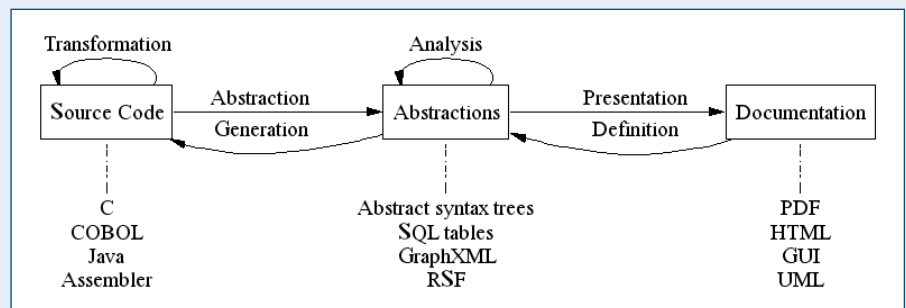 Transformation
Analysis
Source Code
Abstraction
Generation
Abstractions
Presentation
Definition
Documentation
C
COBOL
Java
Assembler
Abstract syntax trees
SQL tables
GraphXML
RSF
PDF
HTML
GUI
UML